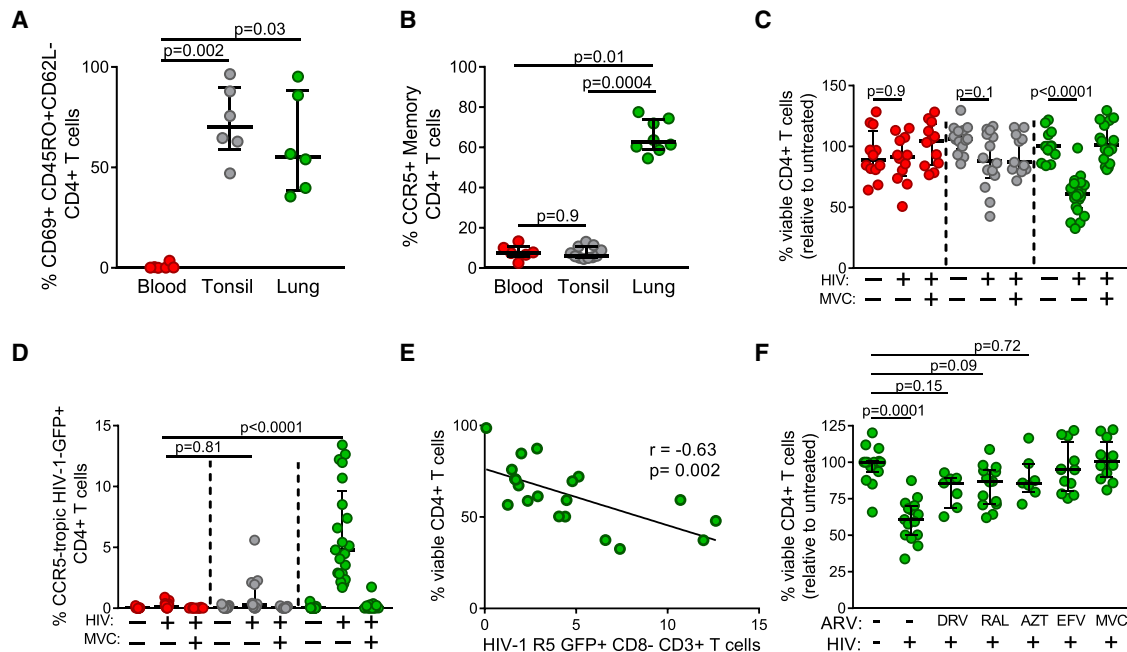 A
% CD69+ CD45RO+CD62L-
CD4+ T cells
p=0.03
p=0.002
100
50
0
Blood Tonsil Lung
B
% CCR5+ Memory
CD4+ T cells
p=0.01
p=0.0004
p=0.9
100
80
60
40
20
0
Blood Tonsil Lung
C
% viable CD4+ T cells
(relative to untreated)
p=0.9 p=0.1 p<0.0001
150
100
50
0
HIV: − + + − + + − + +
MVC: − − + − − + − − +
D
% CCR5-tropic HIV-1-GFP+
CD4+ T cells
p<0.0001
p=0.81
15
10
5
0
HIV: − + + − + + − + +
MVC: − − + − − + − − +
E
% viable CD4+ T cells
r = -0.63
p= 0.002
100
50
0
0 5 10 15
HIV-1 R5 GFP+ CD8- CD3+ T cells
F
% viable CD4+ T cells
(relative to untreated)
p=0.72
p=0.09
p=0.15
p=0.0001
125
100
75
50
25
0
ARV: - - DRV RAL AZT EFV MVC
HIV: - + + + + + +